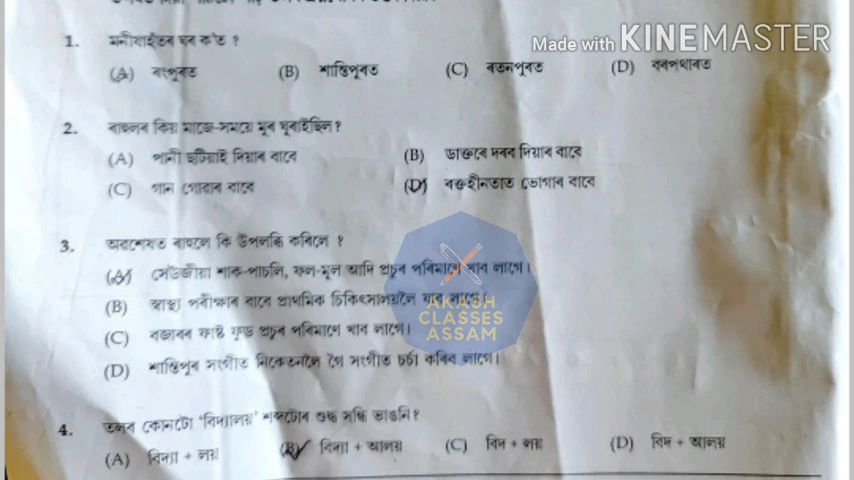 Made with KINEMASTER
1. মনীষাহঁতৰ ঘৰ ক'ত ?
(A) ৰংপুৰত (B) শান্তিপুৰত (C) ৰতনপুৰত (D) বৰপথাৰত
2. ৰাহুলৰ কিয় মাজে-সময়ে মূৰ ঘূৰাইছিল?
(A) পানী ছটিয়াই দিয়াৰ বাবে (B) ডাক্তৰে দৰব দিয়াৰ বাবে
(C) গান গোৱাৰ বাবে (D) ৰক্তহীনতাত ভোগাৰ বাবে
3. অৱশেষত ৰাহুলে কি উপলব্ধি কৰিলে ?
(A) সেউজীয়া শাক-পাচলি, ফল-মূল আদি প্ৰচুৰ পৰিমাণে খাব লাগে।
(B) স্বাস্থ্য পৰীক্ষাৰ বাবে প্ৰাথমিক চিকিৎসালয়লৈ যাব লাগে।
(C) বজাৰৰ ফাষ্ট ফুড প্ৰচুৰ পৰিমাণে খাব লাগে।
(D) শান্তিপুৰ সংগীত নিকেতনলৈ গৈ সংগীত চৰ্চা কৰিব লাগে।
AKASH
CLASSES
ASSAM
4. তলৰ কোনটো 'বিদ্যালয়' শব্দটোৰ শুদ্ধ সন্ধি ভাঙনি?
(A) বিদ্যা + লয় (B) বিদ্যা + আলয় (C) বিদ + লয় (D) বিদ + আলয়